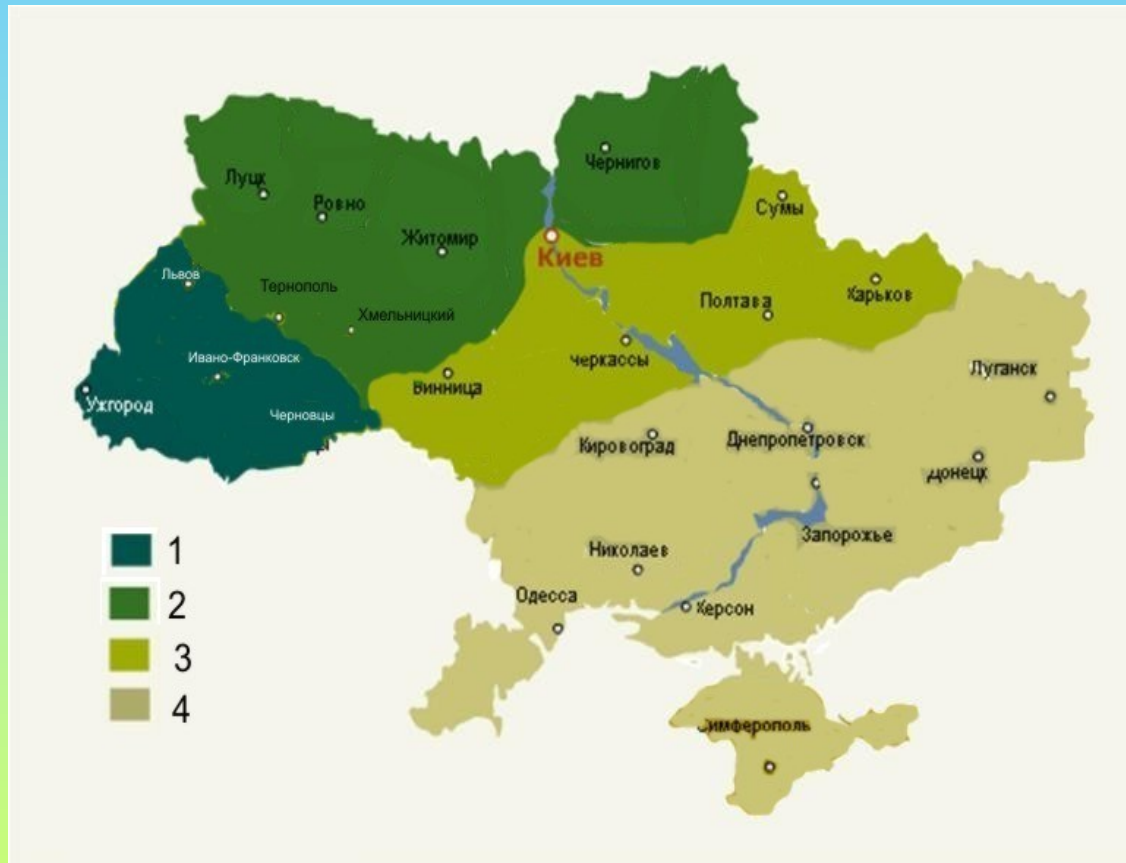 Чернигов
Луцк
Сумы
Ровно
Житомир
Киев
Львов
Тернополь
Полтава
Харьков
Хмельницкий
Ивано-Франковск
Черкассы
Винница
Луганск
Ужгород
Черновцы
Кировоград
Днепропетровск
Донецк
Запорожье
1
Николаев
2
Одесса
Херсон
3
4
Симферополь